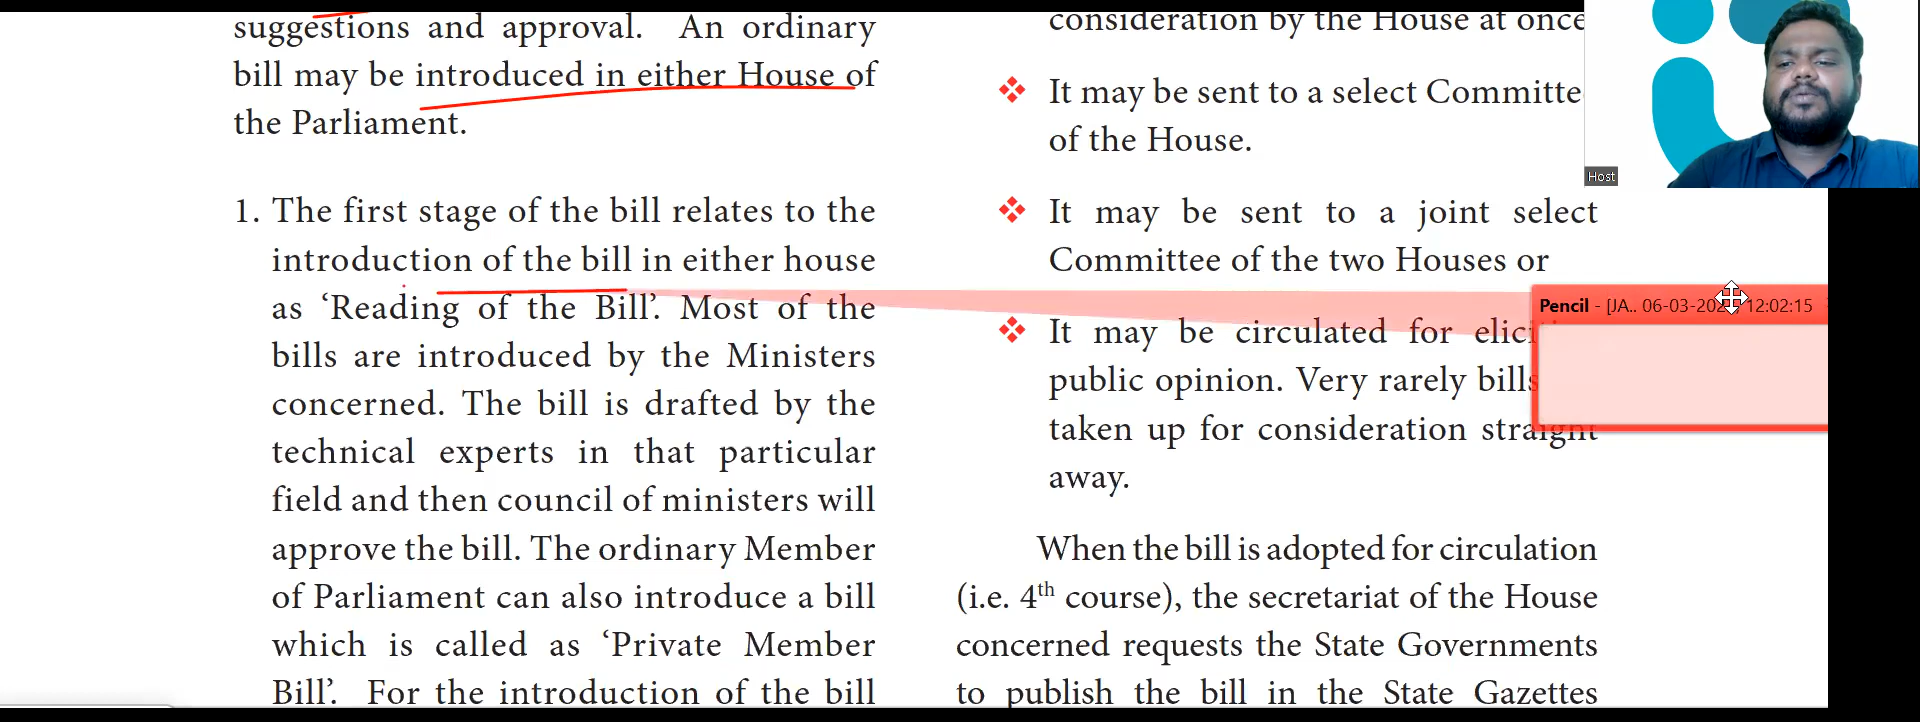 suggestions and approval. An ordinary
bill may be introduced in either House of
the Parliament.
1. The first stage of the bill relates to the
introduction of the bill in either house
as ‘Reading of the Bill’. Most of the
bills are introduced by the Ministers
concerned. The bill is drafted by the
technical experts in that particular
field and then council of ministers will
approve the bill. The ordinary Member
of Parliament can also introduce a bill
which is called as ‘Private Member
Bill’. For the introduction of the bill
consideration by the House at once
❖ It may be sent to a select Committe
of the House.
❖ It may be sent to a joint select
Committee of the two Houses or
❖ It may be circulated for
public opinion. Very rarely bills
taken up for consideration straight
away.
When the bill is adopted for circulation
(i.e. 4th course), the secretariat of the House
concerned requests the State Governments
to publish the bill in the State Gazettes
Host
Pencil - [JA.. 06-03- 12:02:15